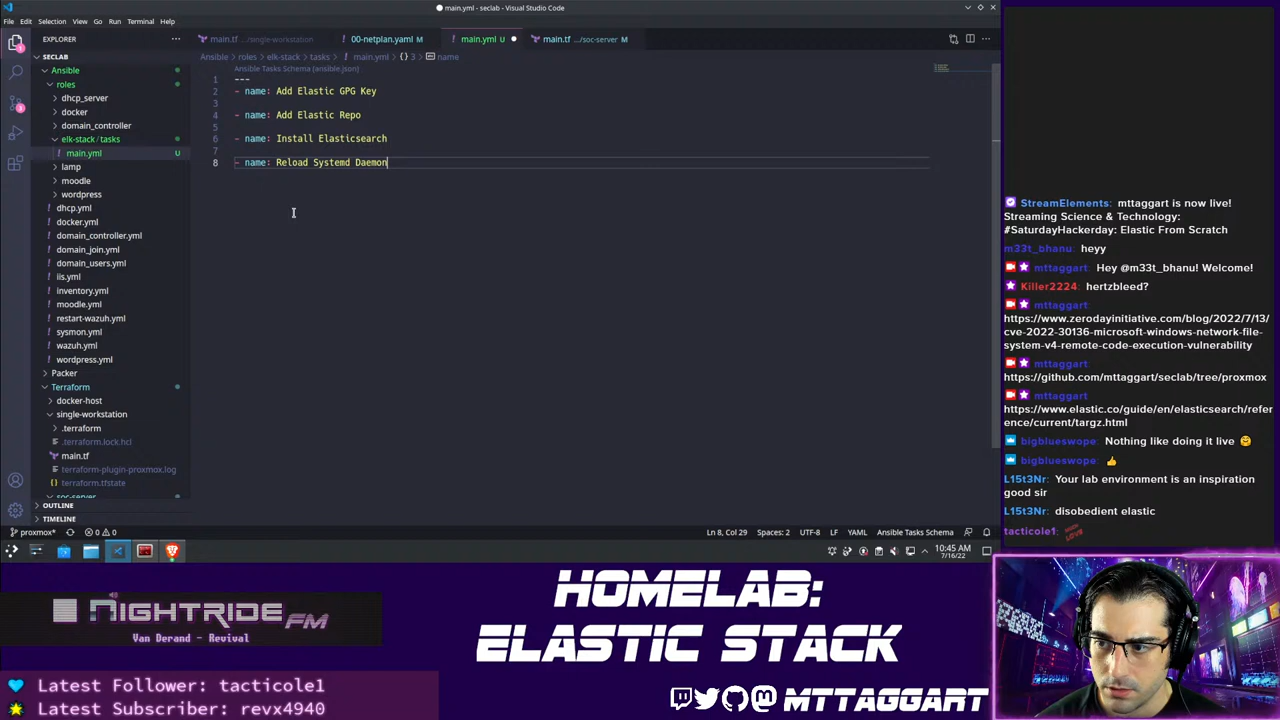 main.yml - seclab - Visual Studio Code
File Edit Selection View Go Run Terminal Help
EXPLORER
main.tf .../single-workstation
00-netplan.yaml M
main.yml U
main.tf .../soc-server M
SECLAB
Ansible > roles > elk-stack > tasks > ! main.yml > {} 3 > name
Ansible Tasks Schema (ansible.json)
Ansible
roles
dhcp_server
docker
domain_controller
elk-stack / tasks
! main.yml U
lamp
moodle
wordpress
! dhcp.yml
! docker.yml
! domain_controller.yml
! domain_join.yml
! domain_users.yml
! iis.yml
! inventory.yml
! moodle.yml
! restart-wazuh.yml
! sysmon.yml
! wazuh.yml
! wordpress.yml
Packer
Terraform
docker-host
single-workstation
.terraform
.terraform.lock.hcl
main.tf
terraform-plugin-proxmox.log
{} terraform.tfstate
soc-server
OUTLINE
TIMELINE
1 ---
2 - name: Add Elastic GPG Key
3
4 - name: Add Elastic Repo
5
6 - name: Install Elasticsearch
7
8 - name: Reload Systemd Daemon
proxmox* 0 0
Ln 8, Col 29 Spaces: 2 UTF-8 LF YAML Ansible Tasks Schema
10:45 AM
7/16/22
StreamElements: mttaggart is now live!
Streaming Science & Technology:
#SaturdayHackerday: Elastic From Scratch
m33t_bhanu: heyy
mttaggart: Hey @m33t_bhanu! Welcome!
Killer2224: hertzbleed?
mttaggart:
https://www.zerodayinitiative.com/blog/2022/7/13/
cve-2022-30136-microsoft-windows-network-file-
system-v4-remote-code-execution-vulnerability
mttaggart:
https://github.com/mttaggart/seclab/tree/proxmox
mttaggart:
https://www.elastic.co/guide/en/elasticsearch/refe
rence/current/targz.html
bigblueswope: Nothing like doing it live
bigblueswope:
L15t3Nr: Your lab environment is an inspiration
good sir
L15t3Nr: disobedient elastic
tacticole1:
NIGHTRIDE FM
Van Derand - Revival
HOMELAB:
ELASTIC STACK
Latest Follower: tacticole1
Latest Subscriber: revx4940
MTTAGGART